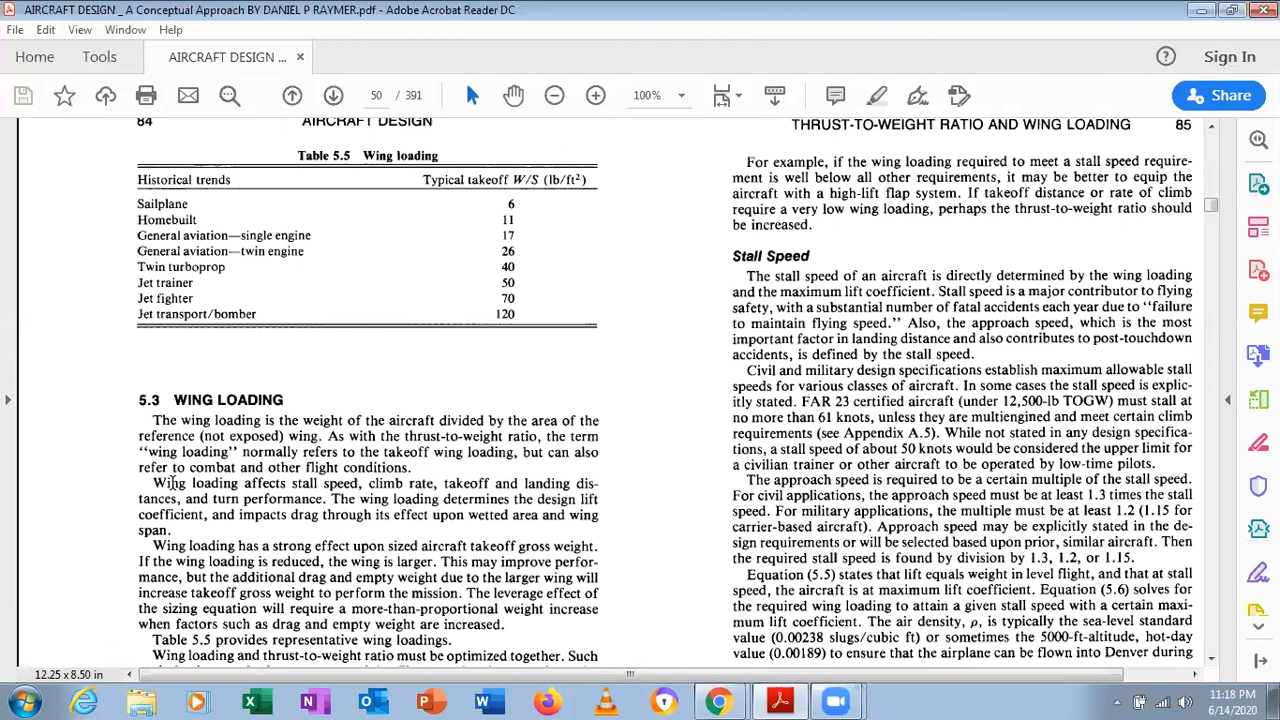 AIRCRAFT DESIGN _ A Conceptual Approach BY DANIEL P RAYMER.pdf - Adobe Acrobat Reader DC
File Edit View Window Help
Home Tools AIRCRAFT DESIGN ... × Sign In
50 / 391 100% Share
84 AIRCRAFT DESIGN
Table 5.5 Wing loading
Historical trends Typical takeoff W/S (lb/ft²)
Sailplane 6
Homebuilt 11
General aviation—single engine 17
General aviation—twin engine 26
Twin turboprop 40
Jet trainer 50
Jet fighter 70
Jet transport/bomber 120
5.3 WING LOADING
The wing loading is the weight of the aircraft divided by the area of the
reference (not exposed) wing. As with the thrust-to-weight ratio, the term
“wing loading” normally refers to the takeoff wing loading, but can also
refer to combat and other flight conditions.
Wing loading affects stall speed, climb rate, takeoff and landing dis-
tances, and turn performance. The wing loading determines the design lift
coefficient, and impacts drag through its effect upon wetted area and wing
span.
Wing loading has a strong effect upon sized aircraft takeoff gross weight.
If the wing loading is reduced, the wing is larger. This may improve perfor-
mance, but the additional drag and empty weight due to the larger wing will
increase takeoff gross weight to perform the mission. The leverage effect of
the sizing equation will require a more-than-proportional weight increase
when factors such as drag and empty weight are increased.
Table 5.5 provides representative wing loadings.
Wing loading and thrust-to-weight ratio must be optimized together. Such
THRUST-TO-WEIGHT RATIO AND WING LOADING 85
For example, if the wing loading required to meet a stall speed require-
ment is well below all other requirements, it may be better to equip the
aircraft with a high-lift flap system. If takeoff distance or rate of climb
require a very low wing loading, perhaps the thrust-to-weight ratio should
be increased.
Stall Speed
The stall speed of an aircraft is directly determined by the wing loading
and the maximum lift coefficient. Stall speed is a major contributor to flying
safety, with a substantial number of fatal accidents each year due to “failure
to maintain flying speed.” Also, the approach speed, which is the most
important factor in landing distance and also contributes to post-touchdown
accidents, is defined by the stall speed.
Civil and military design specifications establish maximum allowable stall
speeds for various classes of aircraft. In some cases the stall speed is explic-
itly stated. FAR 23 certified aircraft (under 12,500-lb TOGW) must stall at
no more than 61 knots, unless they are multiengined and meet certain climb
requirements (see Appendix A.5). While not stated in any design specifica-
tions, a stall speed of 50 knots would be considered the upper limit for
a civilian trainer or other aircraft to be operated by low-time pilots.
The approach speed is required to be a certain multiple of the stall speed.
For civil applications, the approach speed must be at least 1.3 times the stall
speed. For military applications, the multiple must be at least 1.2 (1.15 for
carrier-based aircraft). Approach speed may be explicitly stated in the de-
sign requirements or will be selected based upon prior, similar aircraft. Then
the required stall speed is found by division by 1.3, 1.2, or 1.15.
Equation (5.5) states that lift equals weight in level flight, and that at stall
speed, the aircraft is at maximum lift coefficient. Equation (5.6) solves for
the required wing loading to attain a given stall speed with a certain maxi-
mum lift coefficient. The air density, ρ, is typically the sea-level standard
value (0.00238 slugs/cubic ft) or sometimes the 5000-ft-altitude, hot-day
value (0.00189) to ensure that the airplane can be flown into Denver during
12.25 x 8.50 in
11:18 PM
6/14/2020